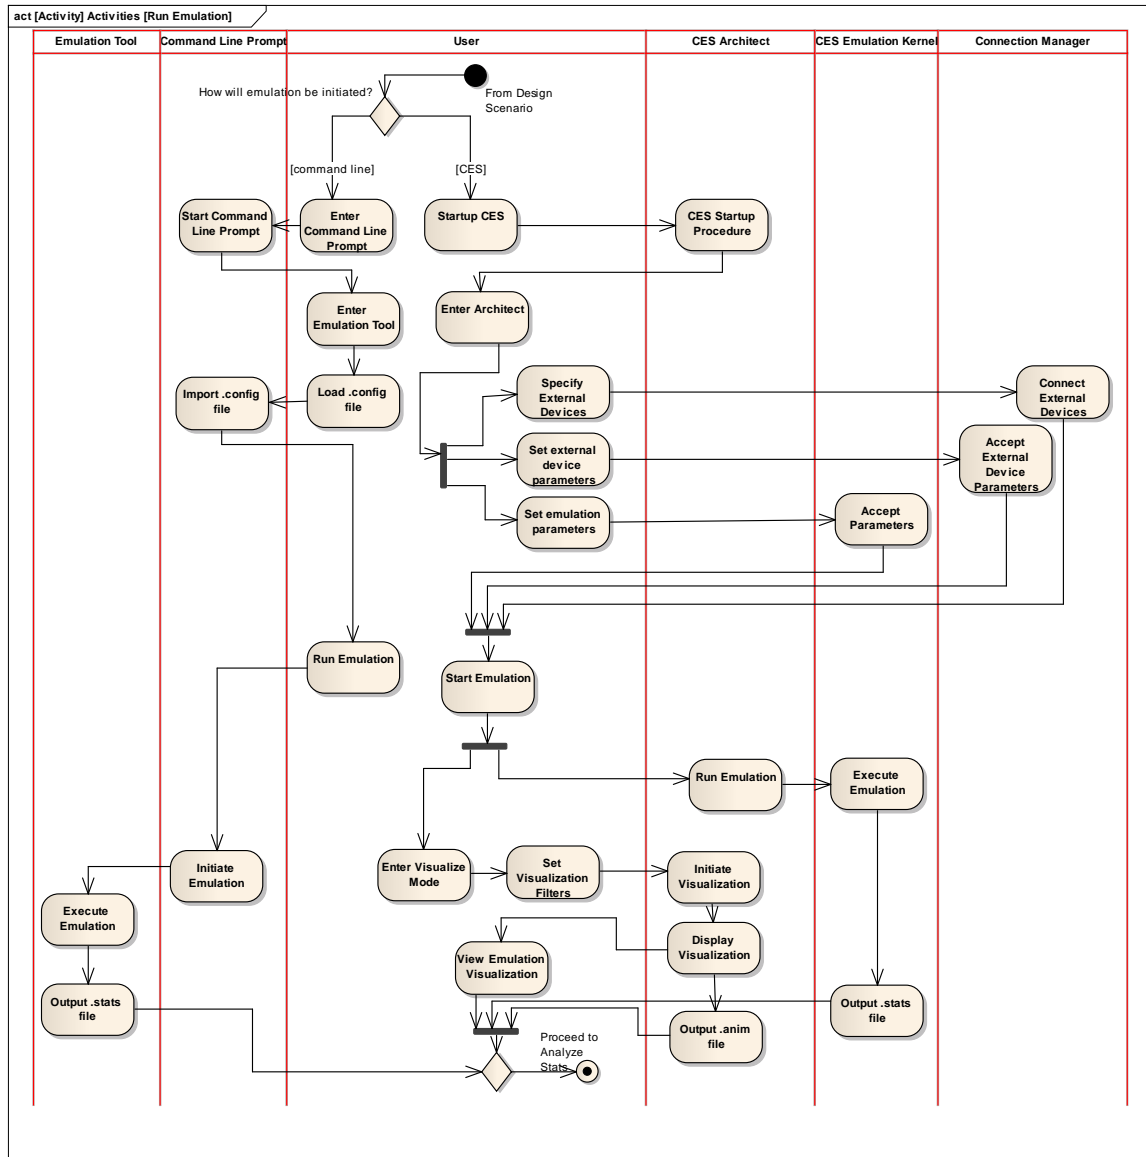 act [Activity] Activities [Run Emulation]
Emulation Tool
Command Line Prompt
User
CES Architect
CES Emulation Kernel
Connection Manager
How will emulation be initiated?
From Design
Scenario
[command line]
[CES]
Start Command
Line Prompt
Enter
Command Line
Prompt
Startup CES
CES Startup
Procedure
Enter
Emulation Tool
Enter Architect
Import .config
file
Load .config
file
Specify
External
Devices
Connect
External
Devices
Set external
device
parameters
Accept
External
Device
Parameters
Set emulation
parameters
Accept
Parameters
Run Emulation
Start Emulation
Run Emulation
Execute
Emulation
Initiate
Emulation
Enter Visualize
Mode
Set
Visualization
Filters
Initiate
Visualization
Execute
Emulation
View Emulation
Visualization
Display
Visualization
Output .stats
file
Output .anim
file
Output .stats
file
Proceed to
Analyze
Stats